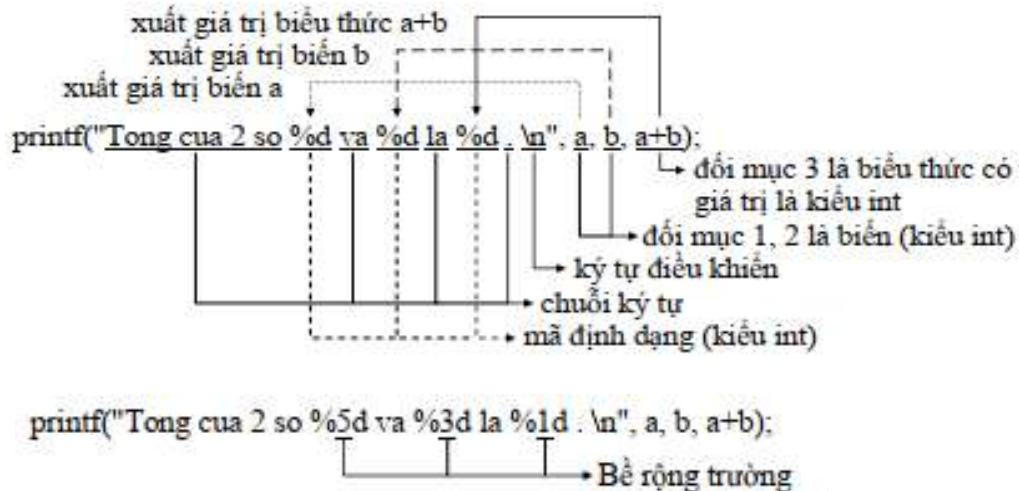 xuất giá trị biểu thức a+b
xuất giá trị biến b
xuất giá trị biến a
printf("Tong cua 2 so %d va %d la %d . \n", a, b, a+b);
đối mục 3 là biểu thức có
giá trị là kiểu int
đối mục 1, 2 là biến (kiểu int)
ký tự điều khiển
chuỗi ký tự
mã định dạng (kiểu int)
printf("Tong cua 2 so %5d va %3d la %1d . \n", a, b, a+b);
Bề rộng trường